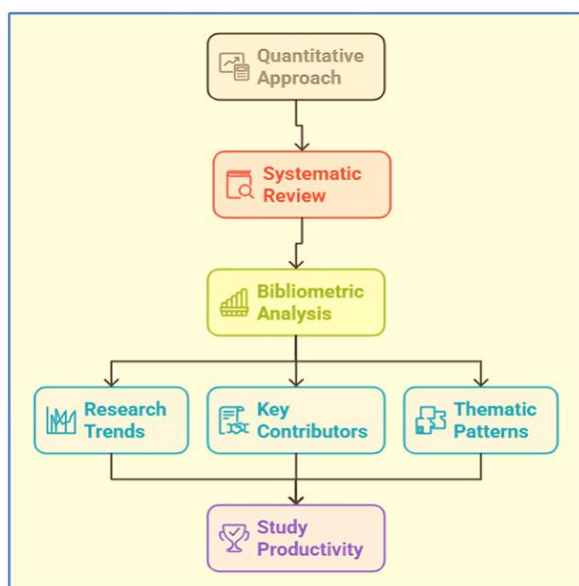 Quantitative
Approach
Systematic
Review
Bibliometric
Analysis
Research
Trends
Key
Contributors
Thematic
Patterns
Study
Productivity